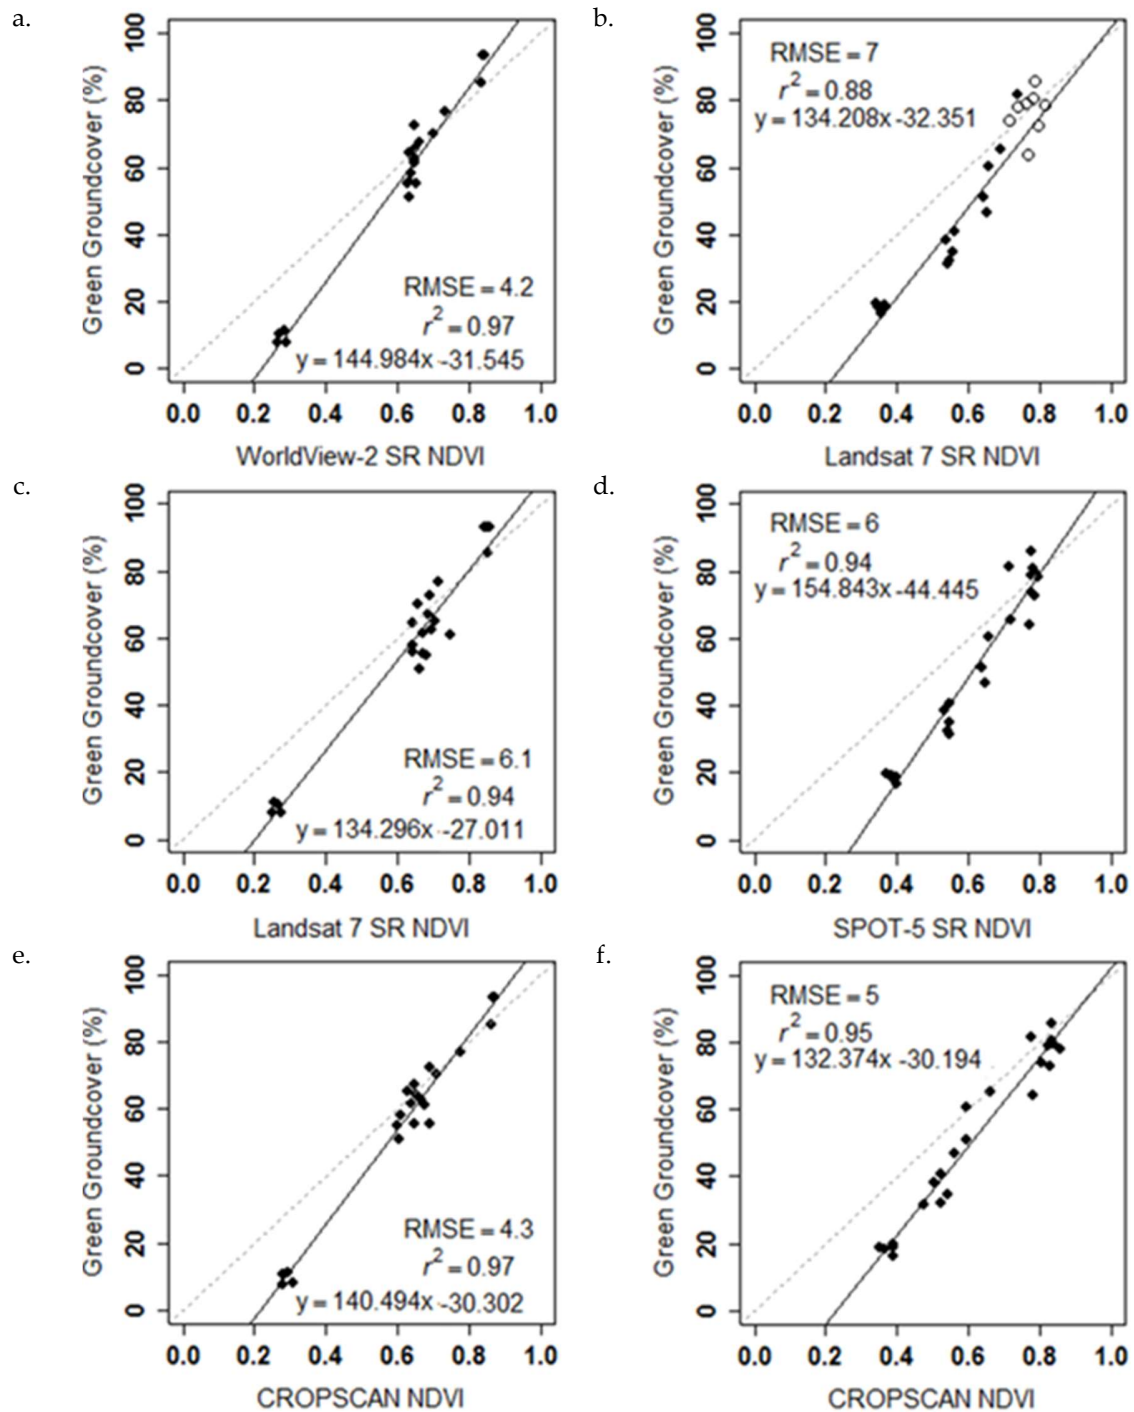 a.
100
80
60
40
20
0
Green Groundcover (%)
RMSE = 4.2
r² = 0.97
y = 144.984x -31.545
0.0 0.2 0.4 0.6 0.8 1.0
WorldView-2 SR NDVI
b.
100
80
60
40
20
0
Green Groundcover (%)
RMSE = 7
r² = 0.88
y = 134.208x -32.351
0.0 0.2 0.4 0.6 0.8 1.0
Landsat 7 SR NDVI
c.
100
80
60
40
20
0
Green Groundcover (%)
RMSE = 6.1
r² = 0.94
y = 134.296x -27.011
0.0 0.2 0.4 0.6 0.8 1.0
Landsat 7 SR NDVI
d.
100
80
60
40
20
0
Green Groundcover (%)
RMSE = 6
r² = 0.94
y = 154.843x -44.445
0.0 0.2 0.4 0.6 0.8 1.0
SPOT-5 SR NDVI
e.
100
80
60
40
20
0
Green Groundcover (%)
RMSE = 4.3
r² = 0.97
y = 140.494x -30.302
0.0 0.2 0.4 0.6 0.8 1.0
CROPSCAN NDVI
f.
100
80
60
40
20
0
Green Groundcover (%)
RMSE = 5
r² = 0.95
y = 132.374x -30.194
0.0 0.2 0.4 0.6 0.8 1.0
CROPSCAN NDVI